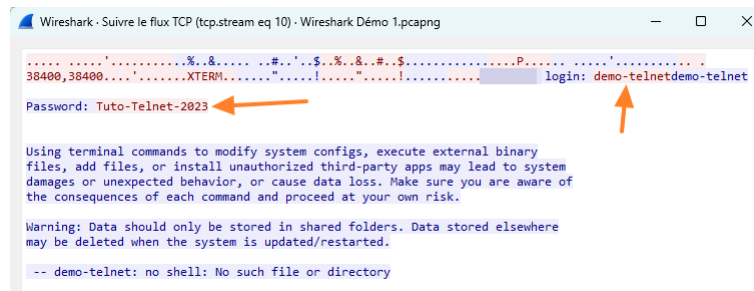 Wireshark · Suivre le flux TCP (tcp.stream eq 10) · Wireshark Démo 1.pcapng
..... .....'...........%..&..... ..#..'..$..%..&..#..$................P...... .....'........... .
38400,38400....'.......XTERM.......".....!.....".....!........... login: demo-telnetdemo-telnet
Password: Tuto-Telnet-2023
Using terminal commands to modify system configs, execute external binary
files, add files, or install unauthorized third-party apps may lead to system
damages or unexpected behavior, or cause data loss. Make sure you are aware of
the consequences of each command and proceed at your own risk.
Warning: Data should only be stored in shared folders. Data stored elsewhere
may be deleted when the system is updated/restarted.
-- demo-telnet: no shell: No such file or directory